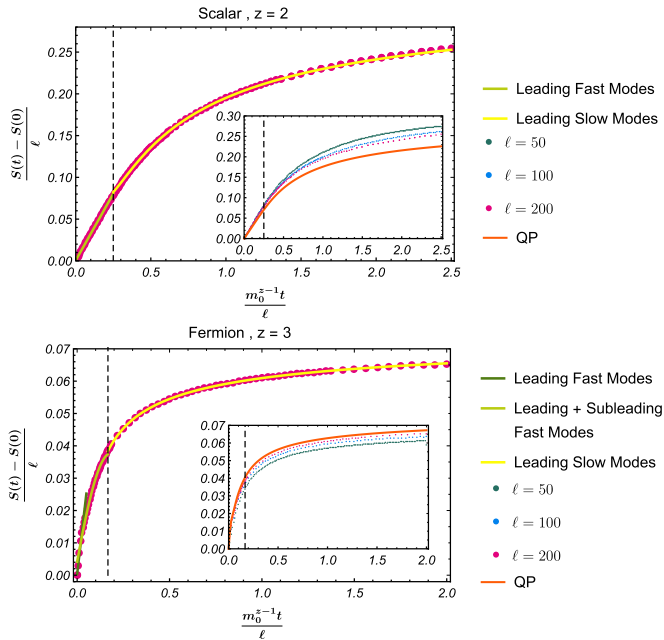 Scalar , z = 2
S(t) − S(0)
ℓ
0.25
0.20
0.15
0.10
0.05
0.00
0.0 0.5 1.0 1.5 2.0 2.5
0.30
0.25
0.20
0.15
0.10
0.05
0.00
0.0 0.5 1.0 1.5 2.0 2.5
m₀ᶻ⁻¹t
ℓ
Leading Fast Modes
Leading Slow Modes
ℓ = 50
ℓ = 100
ℓ = 200
QP
Fermion , z = 3
S(t) − S(0)
ℓ
0.07
0.06
0.05
0.04
0.03
0.02
0.01
0.00
0.0 0.5 1.0 1.5 2.0
0.07
0.06
0.05
0.04
0.03
0.02
0.01
0.00
0.0 0.5 1.0 1.5 2.0
m₀ᶻ⁻¹t
ℓ
Leading Fast Modes
Leading + Subleading
Fast Modes
Leading Slow Modes
ℓ = 50
ℓ = 100
ℓ = 200
QP